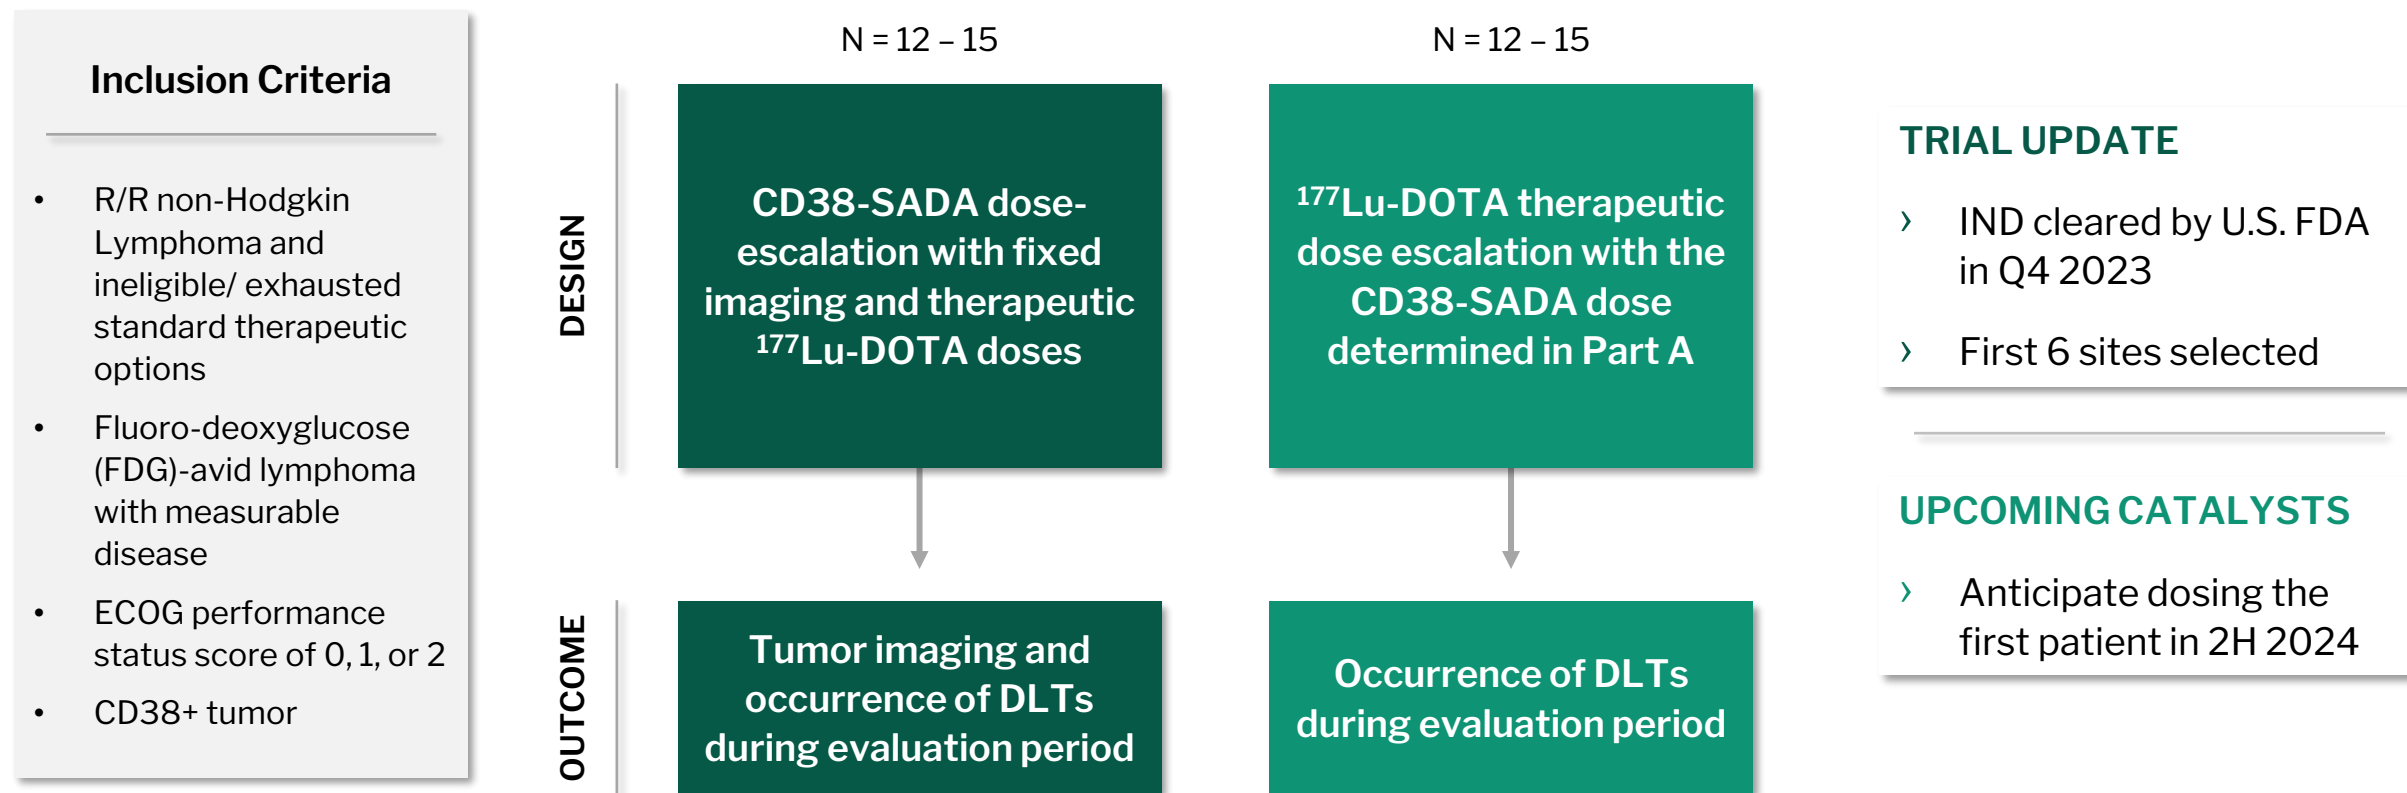 Inclusion Criteria
• R/R non-Hodgkin
Lymphoma and
ineligible/ exhausted
standard therapeutic
options
• Fluoro-deoxyglucose
(FDG)-avid lymphoma
with measurable
disease
• ECOG performance
status score of 0, 1, or 2
• CD38+ tumor
DESIGN
N = 12 – 15
CD38-SADA dose-
escalation with fixed
imaging and therapeutic
¹⁷⁷Lu-DOTA doses
N = 12 – 15
¹⁷⁷Lu-DOTA therapeutic
dose escalation with the
CD38-SADA dose
determined in Part A
OUTCOME
Tumor imaging and
occurrence of DLTs
during evaluation period
Occurrence of DLTs
during evaluation period
TRIAL UPDATE
› IND cleared by U.S. FDA
in Q4 2023
› First 6 sites selected
UPCOMING CATALYSTS
› Anticipate dosing the
first patient in 2H 2024